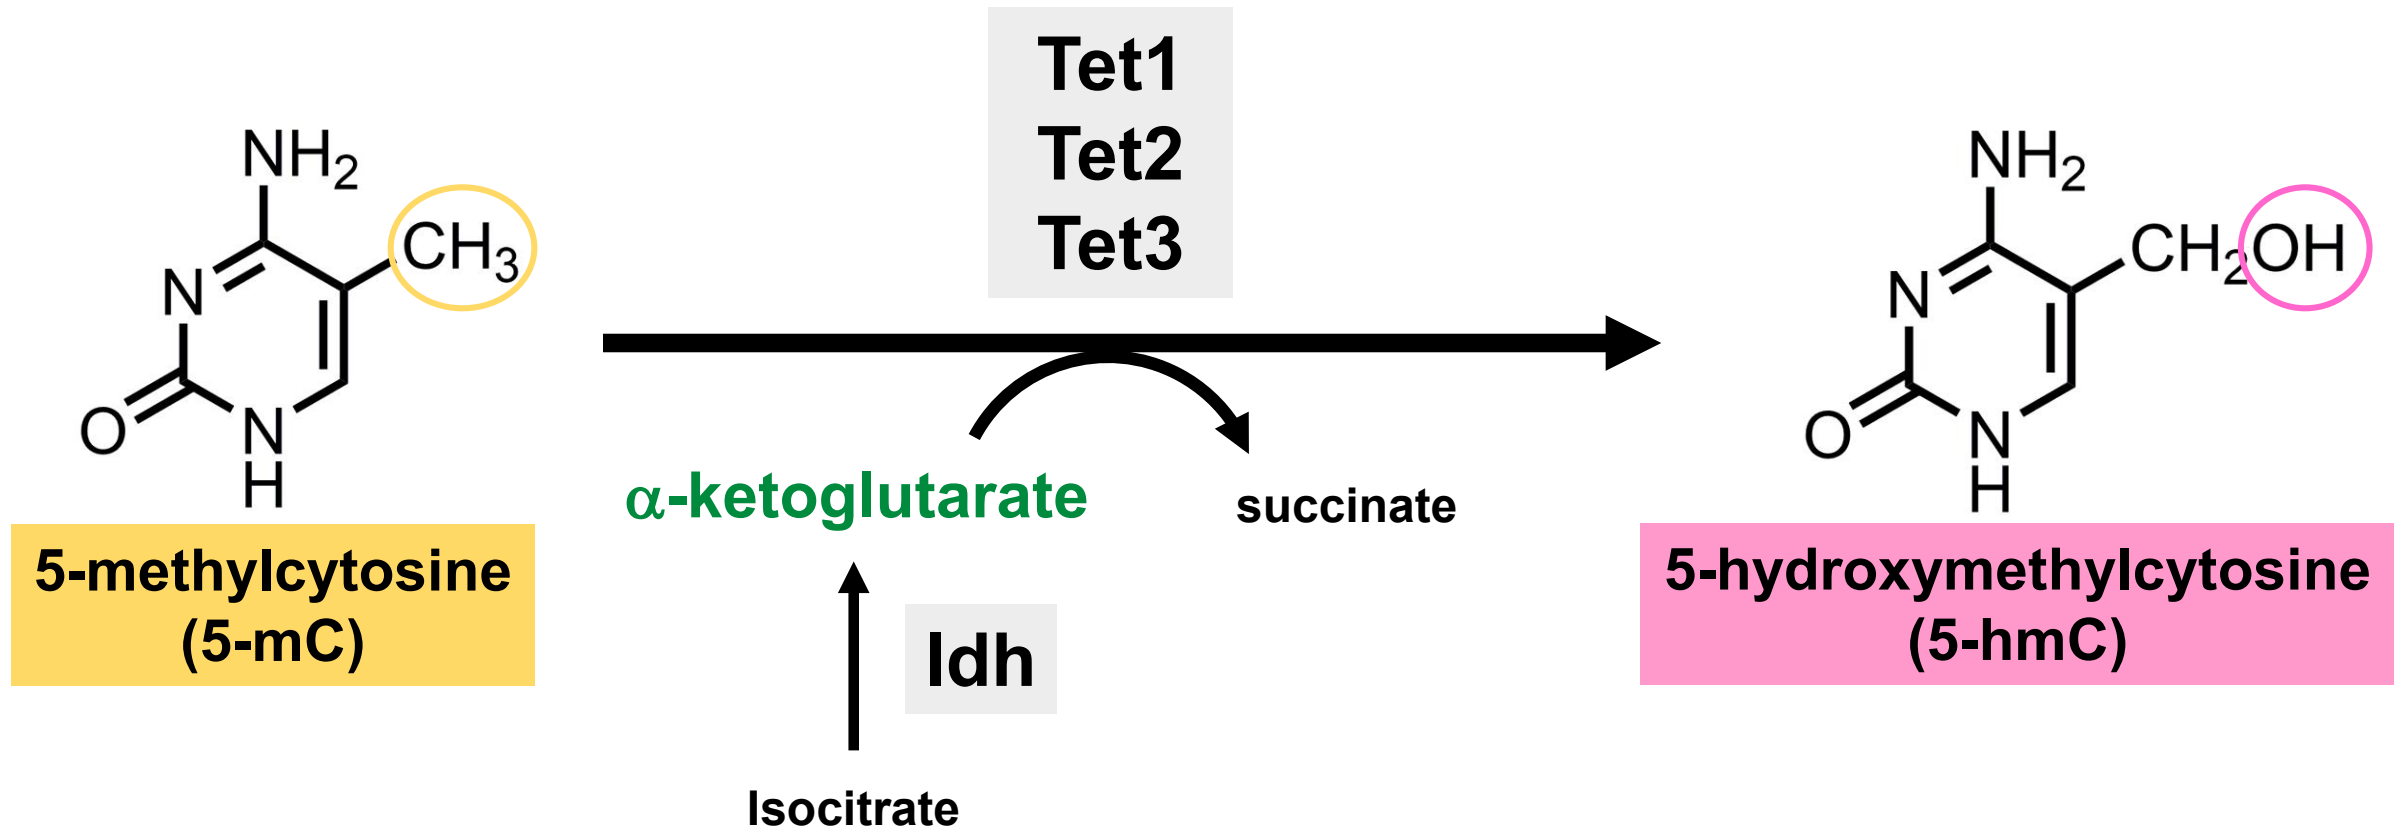 Tet1
Tet2
Tet3
NH2
CH3
N
O
N
H
NH2
CH2OH
N
O
N
H
α-ketoglutarate
succinate
5-methylcytosine
(5-mC)
5-hydroxymethylcytosine
(5-hmC)
Idh
Isocitrate